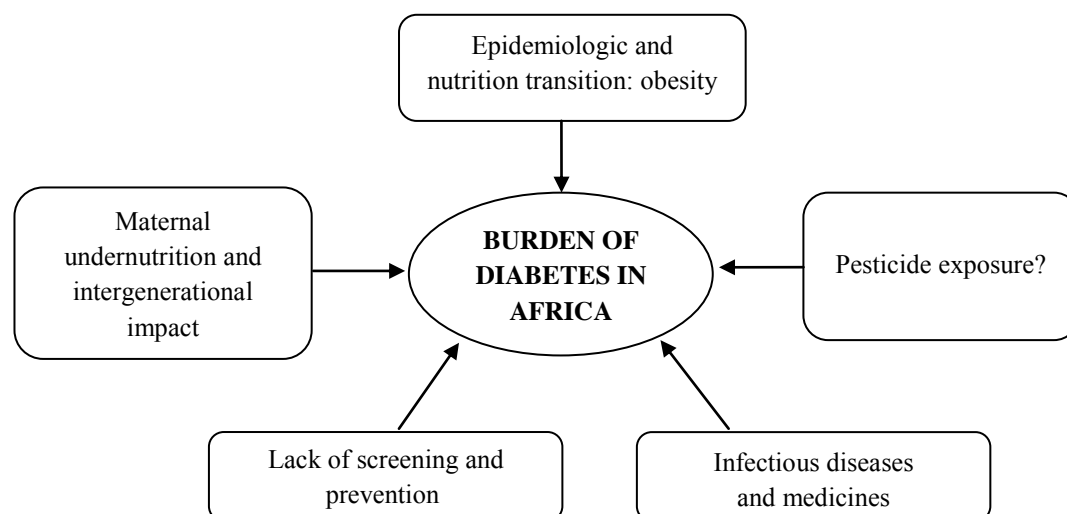 Epidemiologic and
nutrition transition: obesity
Maternal
undernutrition and
intergenerational
impact
BURDEN OF
DIABETES IN
AFRICA
Pesticide exposure?
Lack of screening and
prevention
Infectious diseases
and medicines